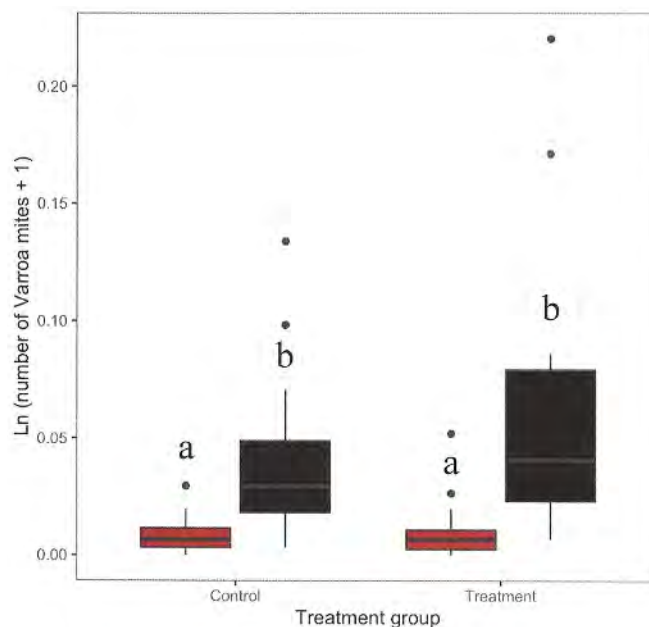 Ln (number of Varroa mites + 1)
0.20
0.15
0.10
0.05
0.00
a
b
a
b
Control
Treatment
Treatment group